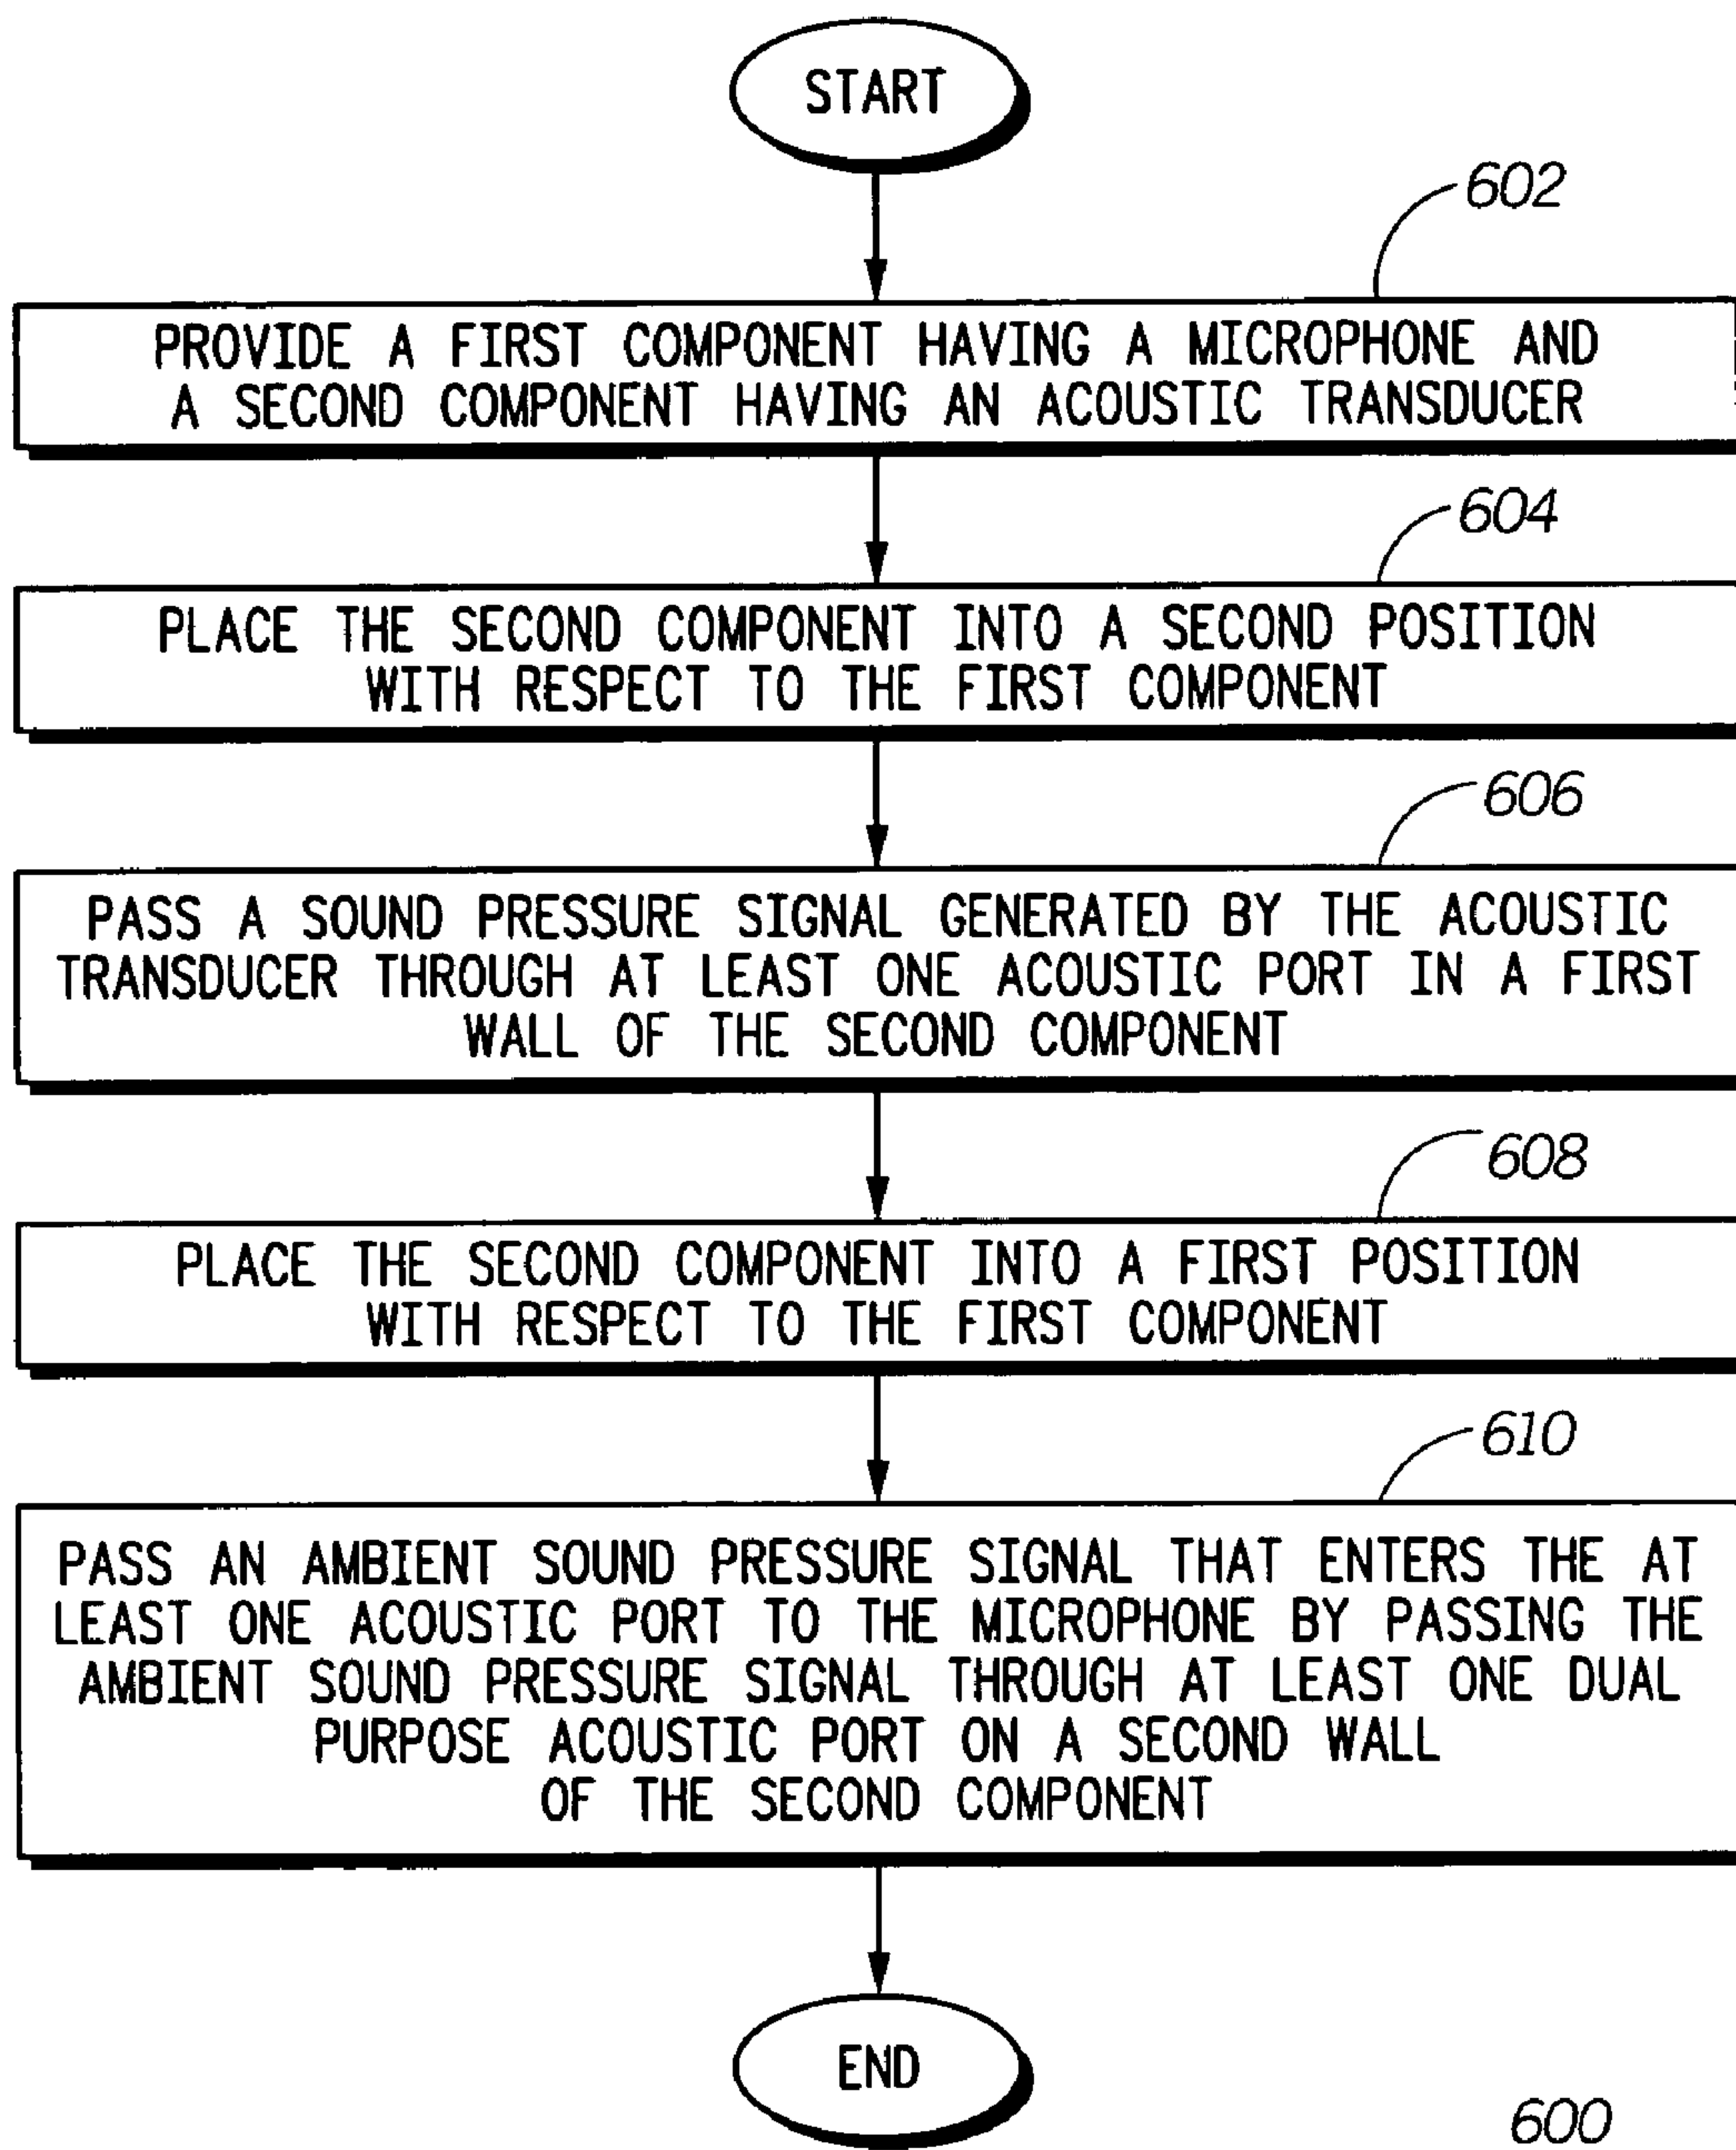 START
602
PROVIDE A FIRST COMPONENT HAVING A MICROPHONE AND
A SECOND COMPONENT HAVING AN ACOUSTIC TRANSDUCER
604
PLACE THE SECOND COMPONENT INTO A SECOND POSITION
WITH RESPECT TO THE FIRST COMPONENT
606
PASS A SOUND PRESSURE SIGNAL GENERATED BY THE ACOUSTIC
TRANSDUCER THROUGH AT LEAST ONE ACOUSTIC PORT IN A FIRST
WALL OF THE SECOND COMPONENT
608
PLACE THE SECOND COMPONENT INTO A FIRST POSITION
WITH RESPECT TO THE FIRST COMPONENT
610
PASS AN AMBIENT SOUND PRESSURE SIGNAL THAT ENTERS THE AT
LEAST ONE ACOUSTIC PORT TO THE MICROPHONE BY PASSING THE
AMBIENT SOUND PRESSURE SIGNAL THROUGH AT LEAST ONE DUAL
PURPOSE ACOUSTIC PORT ON A SECOND WALL
OF THE SECOND COMPONENT
END
600